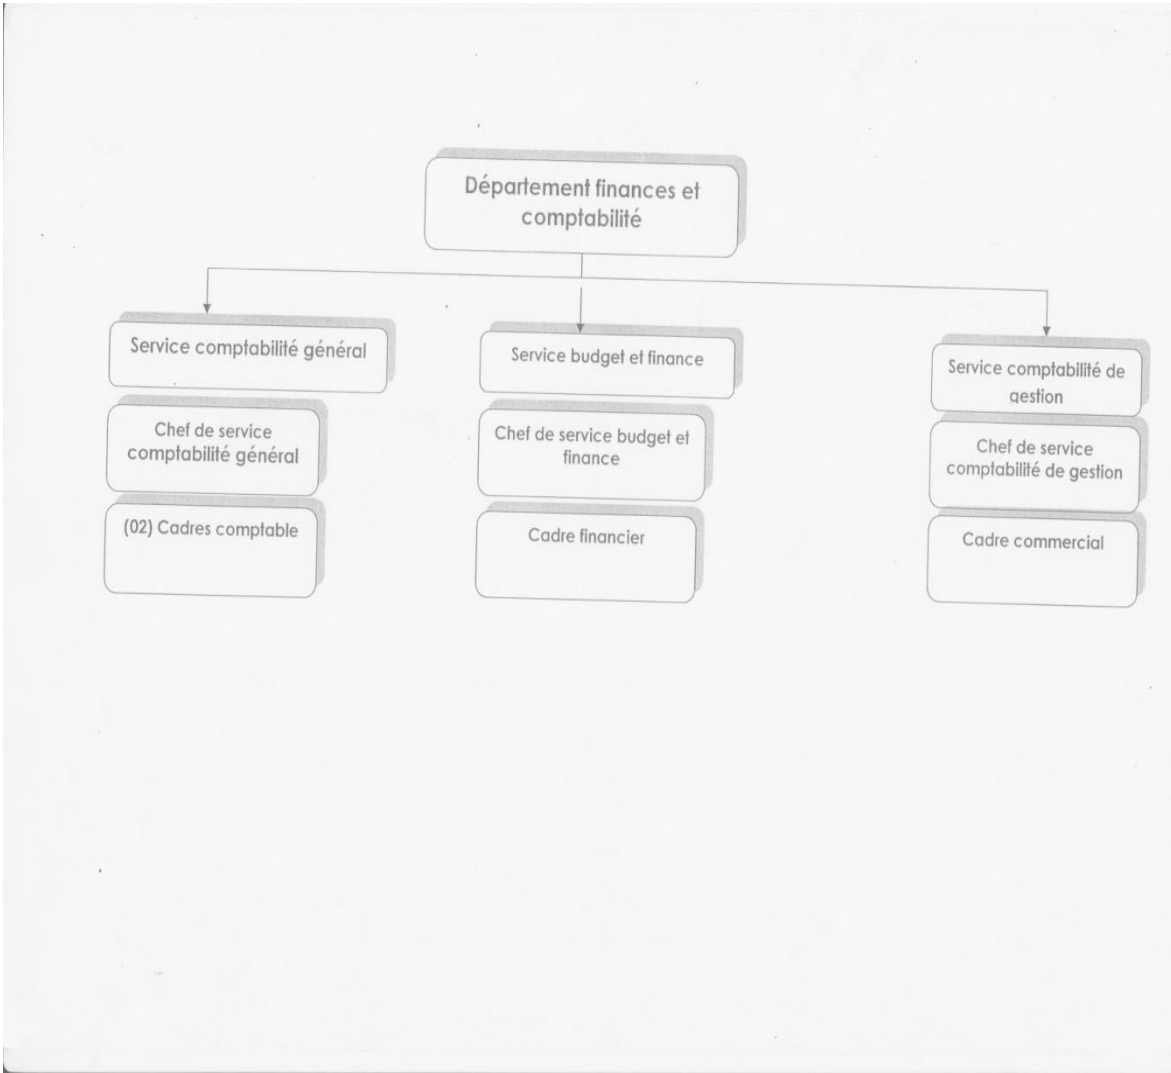 Département finances et
comptabilité
Service comptabilité général
Service budget et finance
Service comptabilité de
gestion
Chef de service
comptabilité général
Chef de service budget et
finance
Chef de service
comptabilité de gestion
(02) Cadres comptable
Cadre financier
Cadre commercial